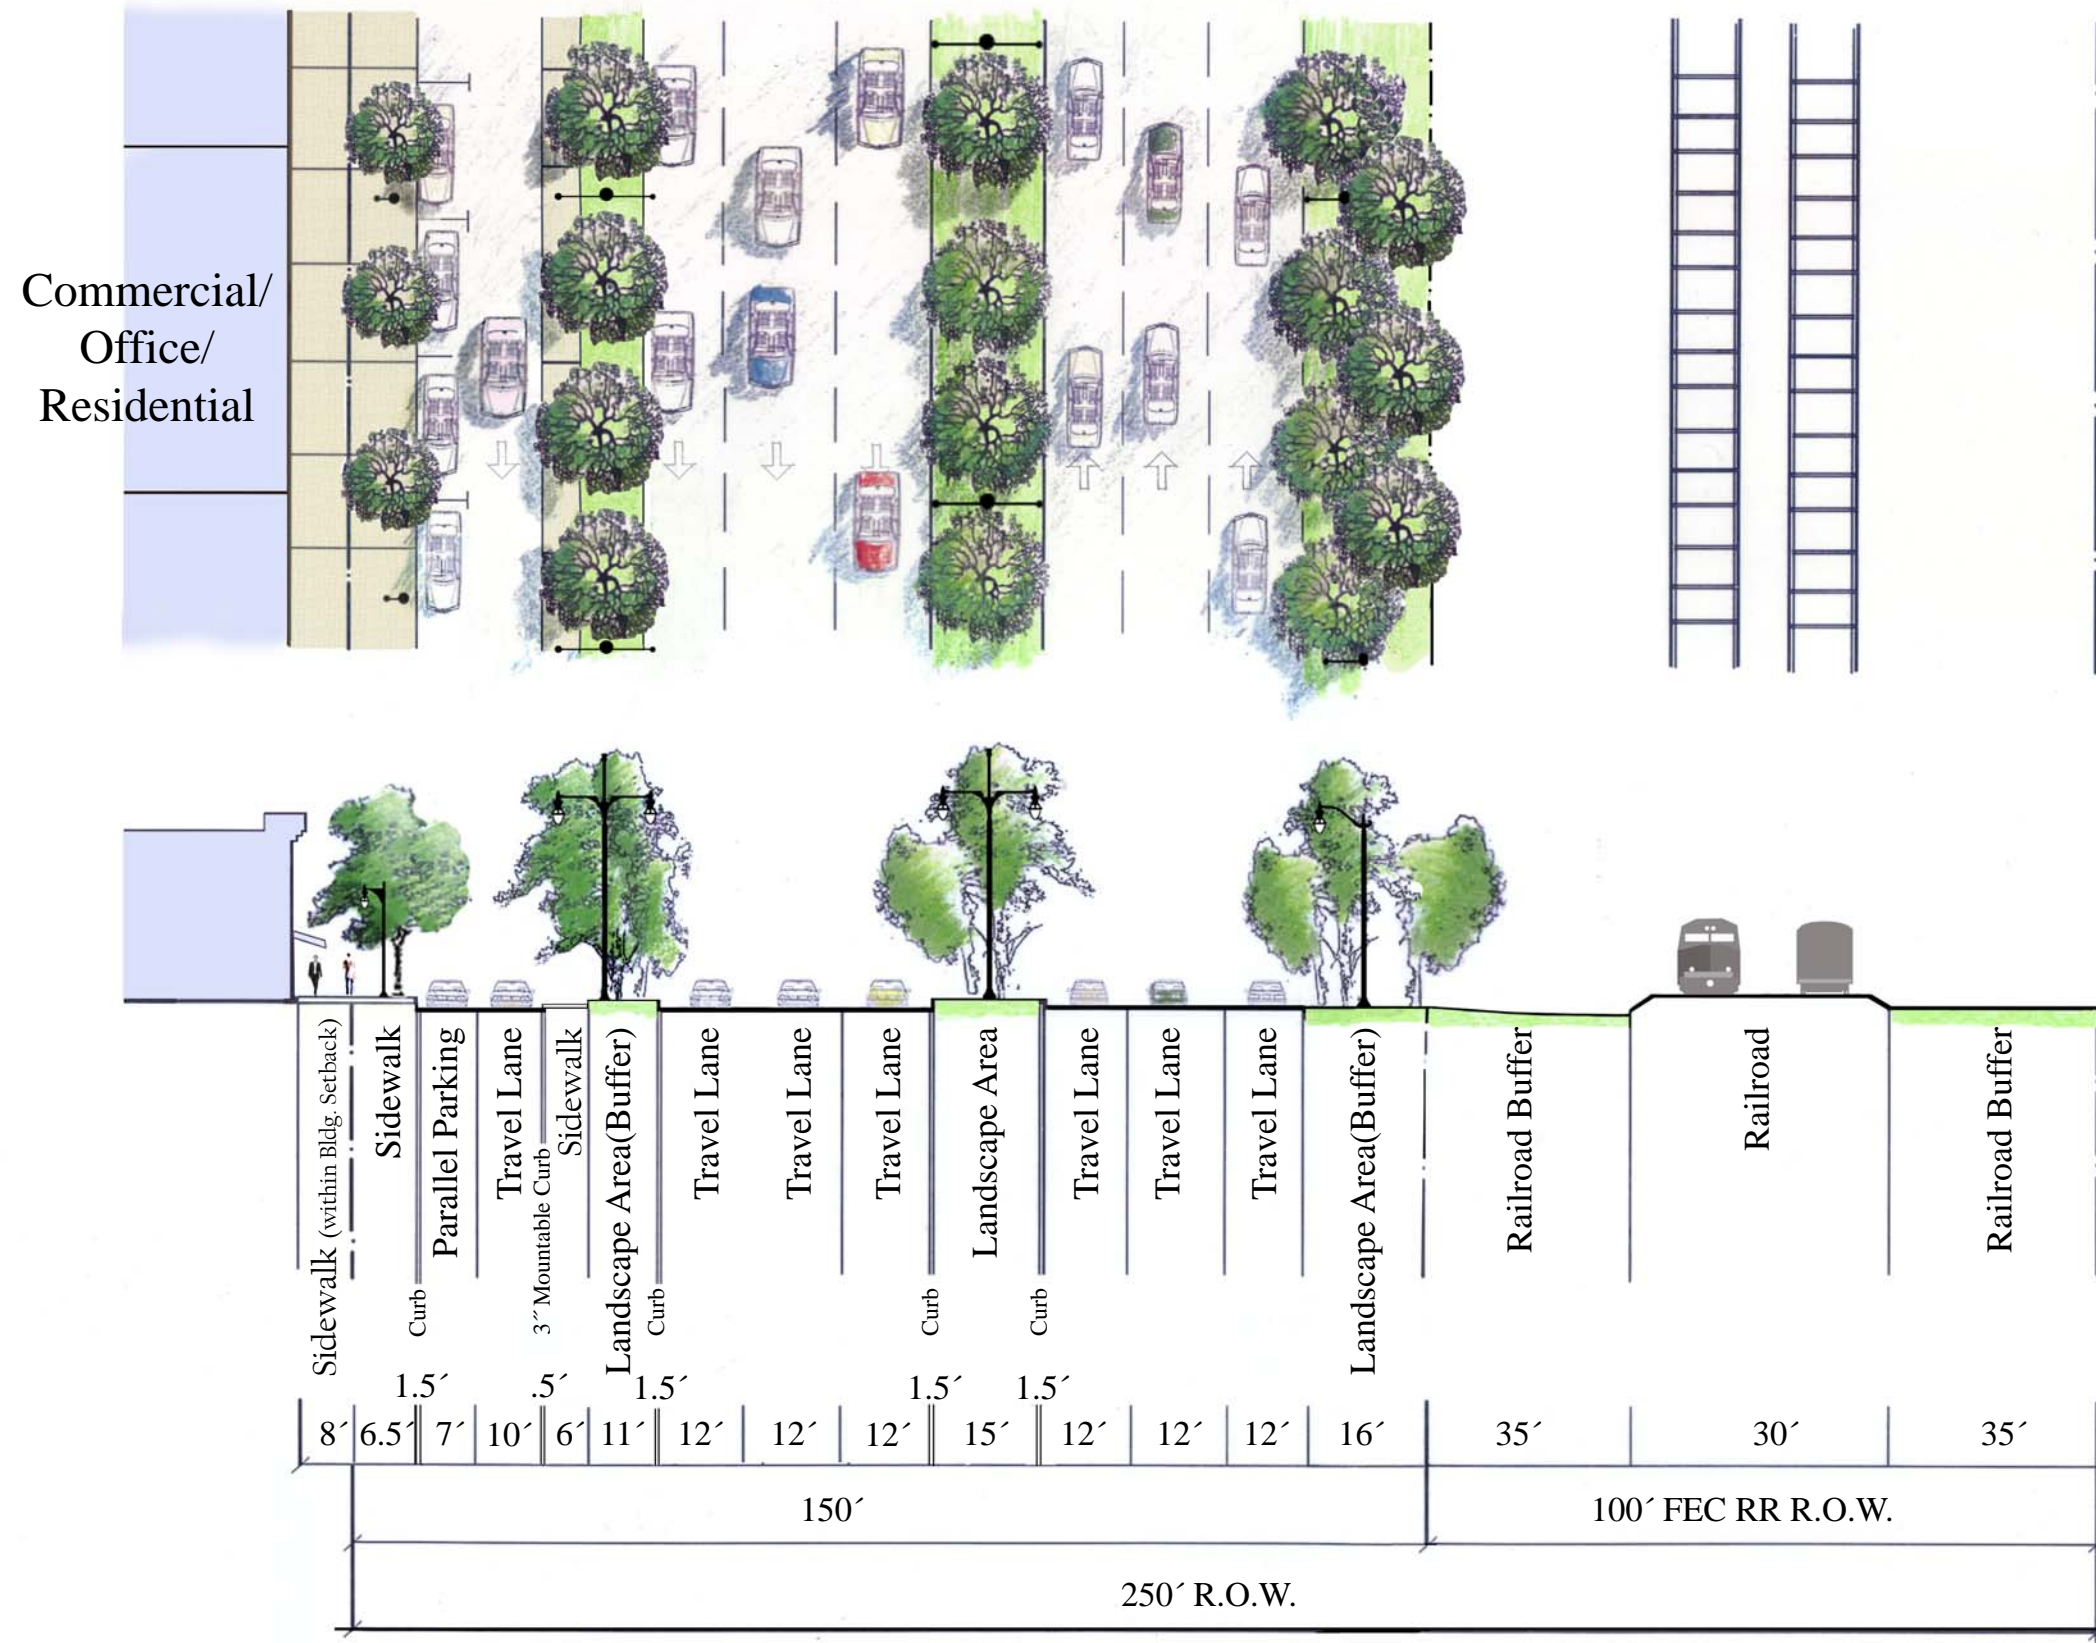 Commercial/
Office/
Residential
Sidewalk (within Bldg. Setback)
Sidewalk
Curb
Parallel Parking
Travel Lane
3˝ Mountable Curb
Sidewalk
Landscape Area(Buffer)
Curb
Travel Lane
Travel Lane
Travel Lane
Curb
Landscape Area
Curb
Travel Lane
Travel Lane
Travel Lane
Landscape Area(Buffer)
Railroad Buffer
Railroad
Railroad Buffer
1.5´ .5´ 1.5´ 1.5´ 1.5´
8´ 6.5´ 7´ 10´ 6´ 11´ 12´ 12´ 12´ 15´ 12´ 12´ 12´ 16´ 35´ 30´ 35´
150´ 100´ FEC RR R.O.W.
250´ R.O.W.